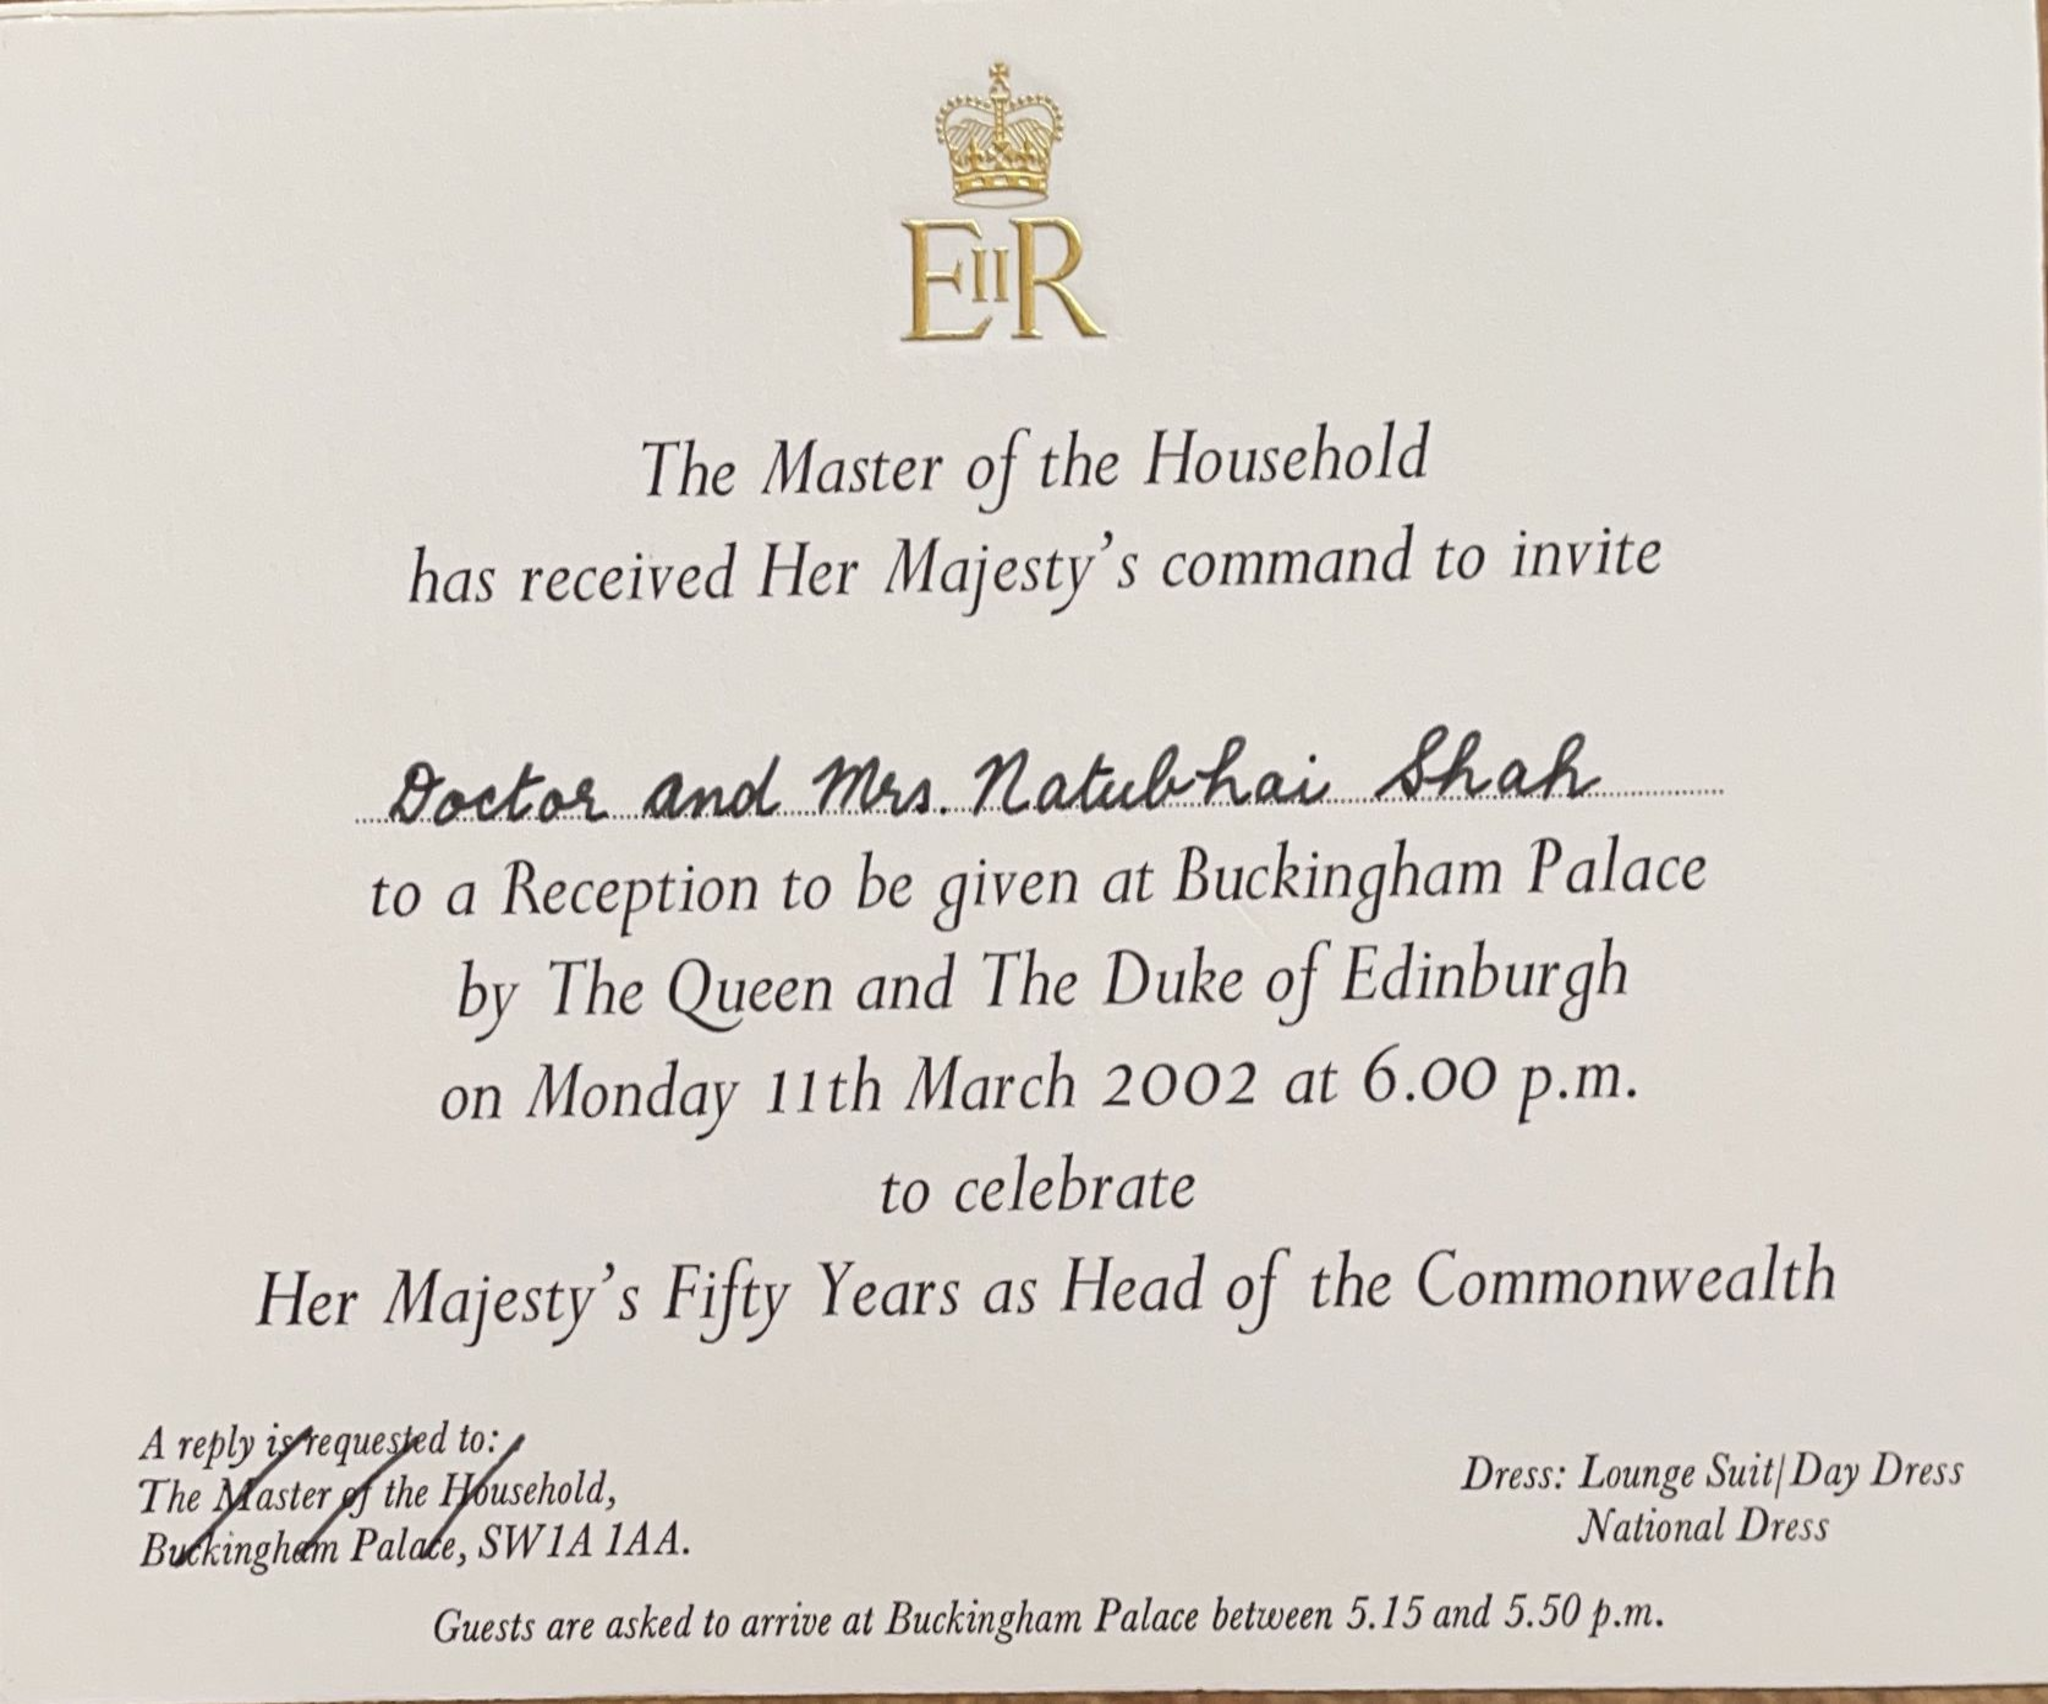 EIIR
The Master of the Household
has received Her Majesty's command to invite
Doctor and Mrs. Natubhai Shah
to a Reception to be given at Buckingham Palace
by The Queen and The Duke of Edinburgh
on Monday 11th March 2002 at 6.00 p.m.
to celebrate
Her Majesty's Fifty Years as Head of the Commonwealth
A reply is requested to:
The Master of the Household,
Buckingham Palace, SW1A 1AA.
Dress: Lounge Suit/Day Dress
National Dress
Guests are asked to arrive at Buckingham Palace between 5.15 and 5.50 p.m.